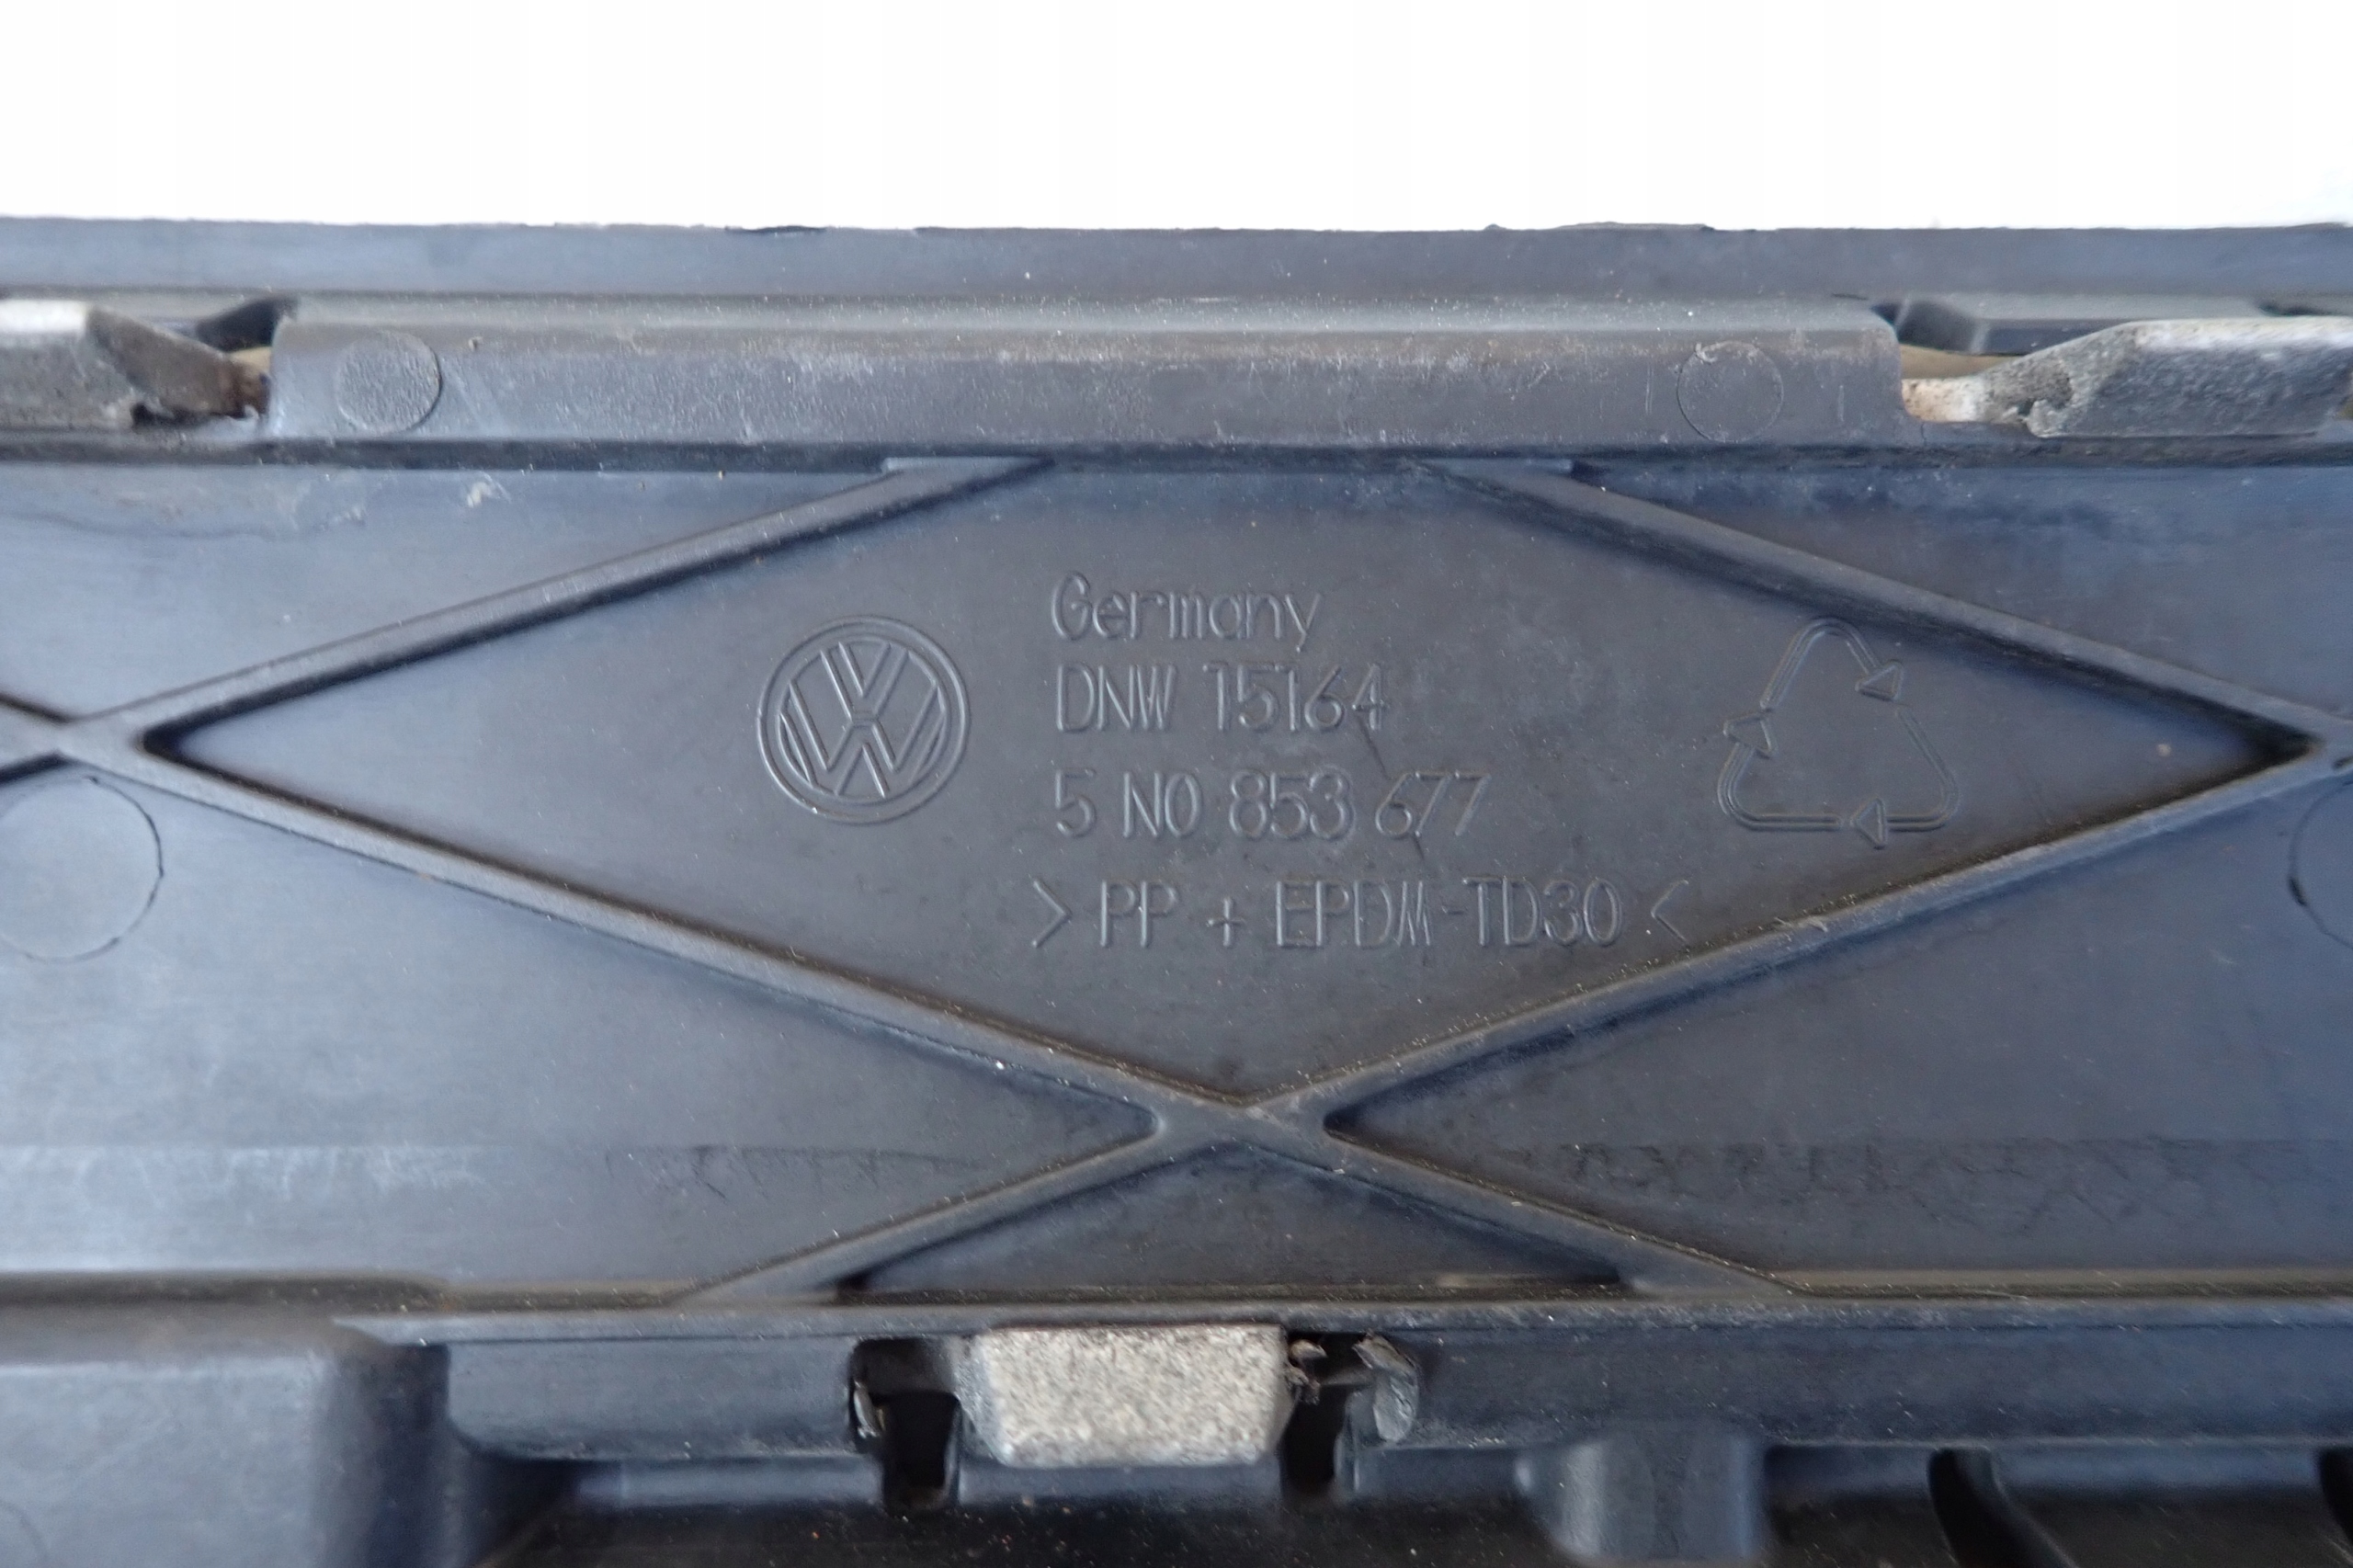 Germany
DNW 15164
5 N0 853 677
> PP + EPDM-TD30 <